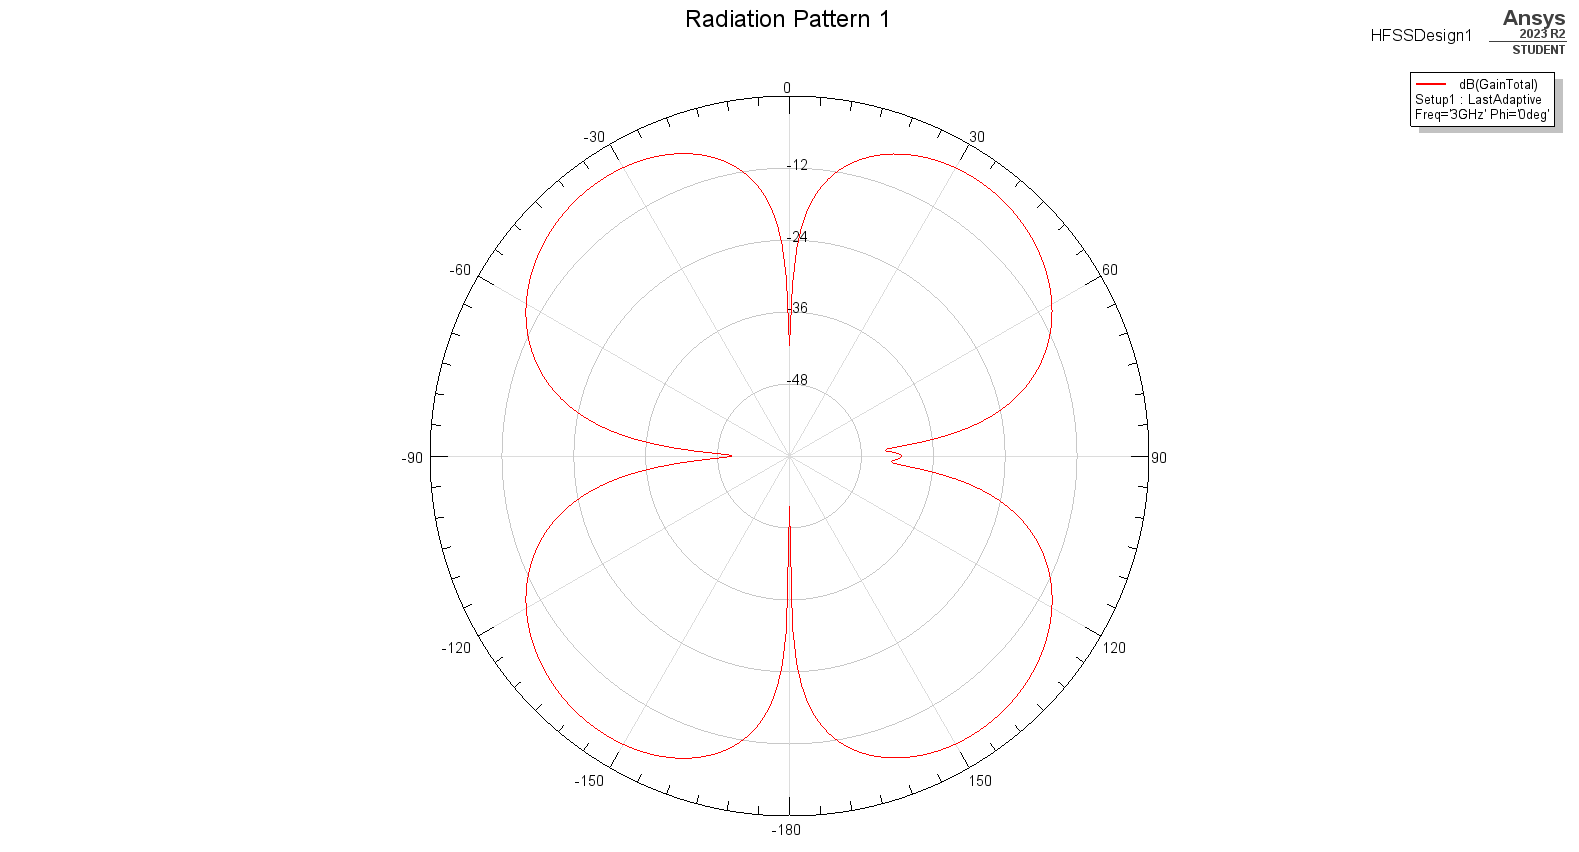 Radiation Pattern 1
HFSSDesign1
Ansys
2023 R2
STUDENT
dB(GainTotal)
Setup1 : LastAdaptive
Freq='3GHz' Phi='0deg'
0
-30
30
-12
-24
-60
60
-36
-48
-90
90
-120
120
-150
150
-180